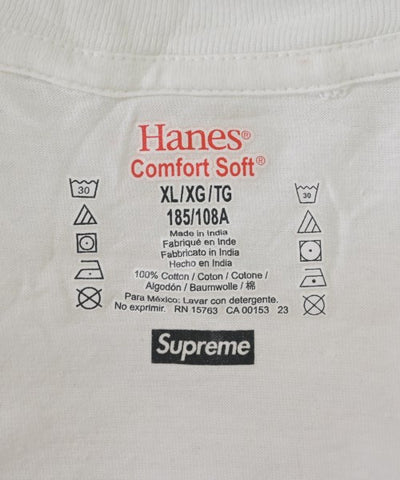 Hanes®
Comfort Soft®
XL/XG/TG
185/108A
Made in India
Fabriqué en Inde
Fabbricato in India
Hecho en India
100% Cotton / Coton / Cotone /
Algodón / Baumwolle / 棉
Para México: Lavar con detergente.
No exprimir. RN 15763 CA 00153 23
30
30
Supreme